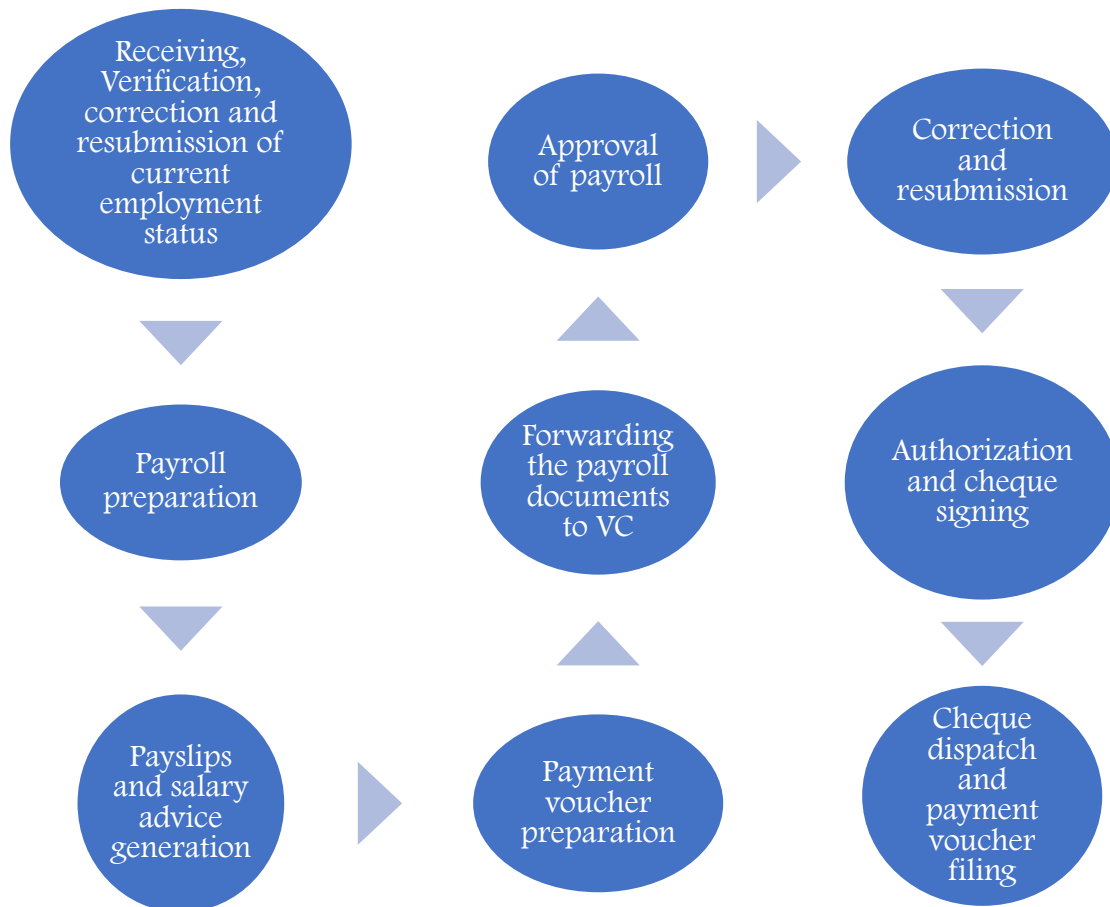 Receiving,
Verification,
correction and
resubmission of
current
employment
status
Payroll
preparation
Payslips
and salary
advice
generation
Payment
voucher
preparation
Forwarding
the payroll
documents
to VC
Approval
of payroll
Correction
and
resubmission
Authorization
and cheque
signing
Cheque
dispatch
and
payment
voucher
filing